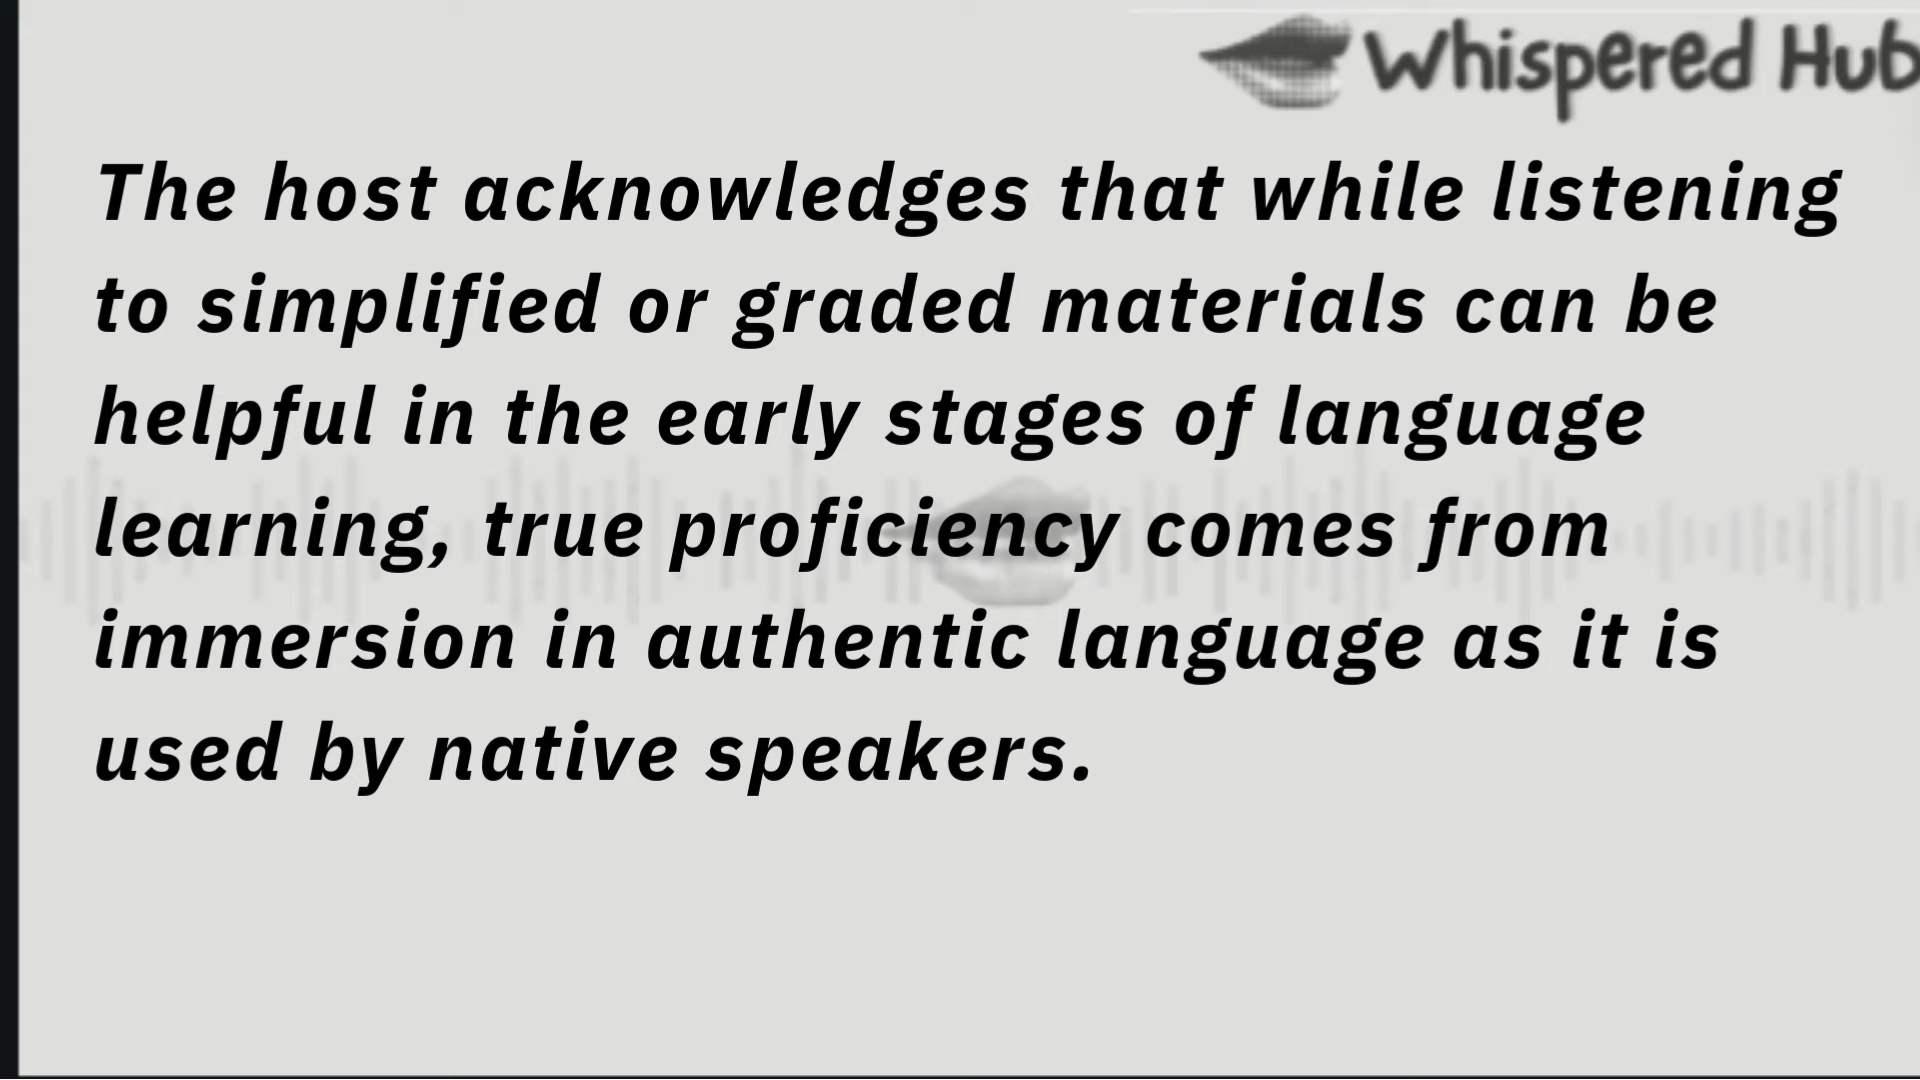 Whispered Hub
The host acknowledges that while listening
to simplified or graded materials can be
helpful in the early stages of language
learning, true proficiency comes from
immersion in authentic language as it is
used by native speakers.